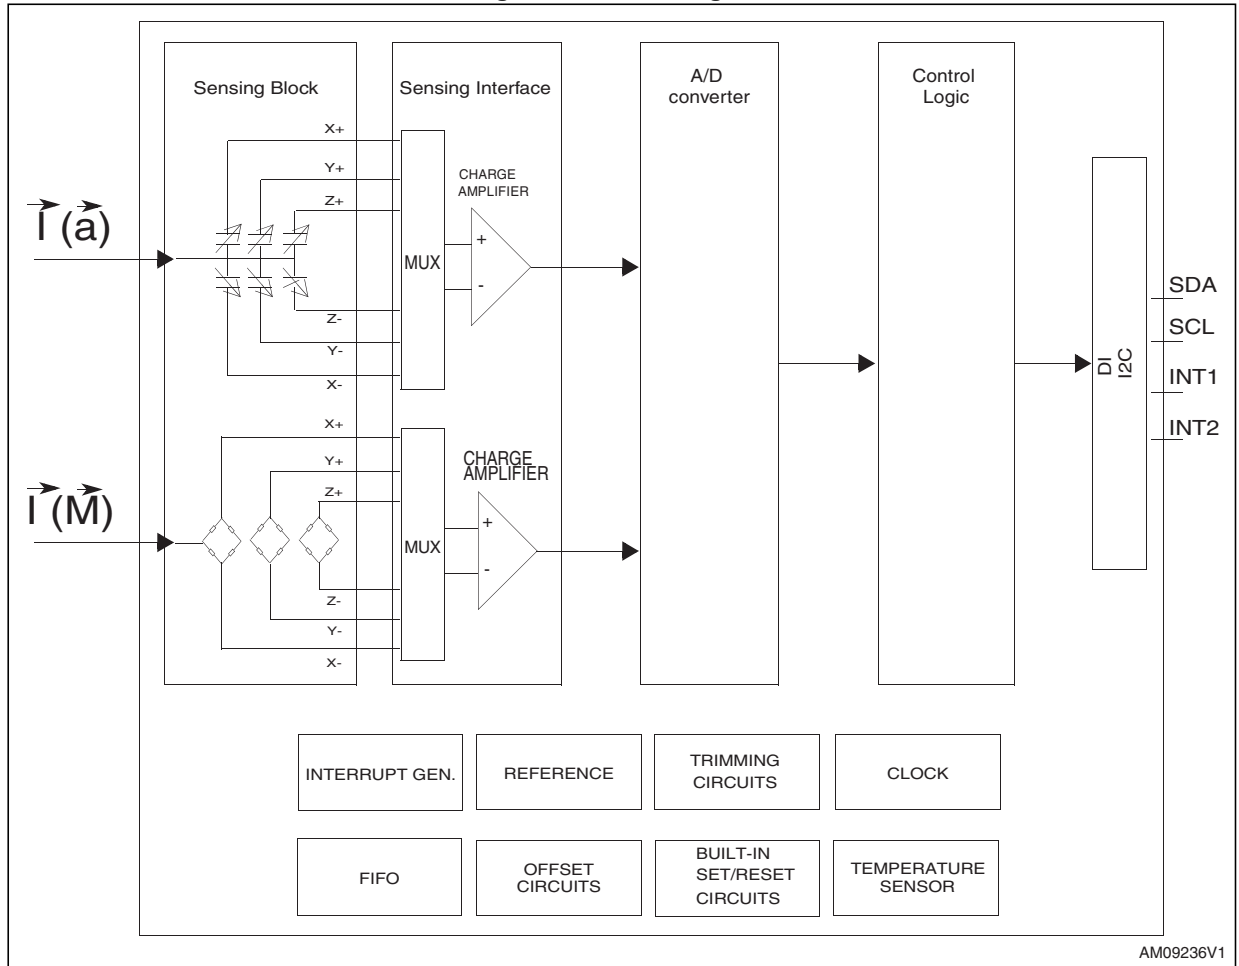 Sensing Block
Sensing Interface
A/D
converter
Control
Logic
X+
Y+
Z+
CHARGE
AMPLIFIER
I (a)
+
MUX
-
Z-
Y-
X-
SDA
SCL
DI
I2C
INT1
INT2
X+
Y+
Z+
CHARGE
AMPLIFIER
I (M)
+
MUX
-
Z-
Y-
X-
INTERRUPT GEN.
REFERENCE
TRIMMING
CIRCUITS
CLOCK
FIFO
OFFSET
CIRCUITS
BUILT-IN
SET/RESET
CIRCUITS
TEMPERATURE
SENSOR
AM09236V1